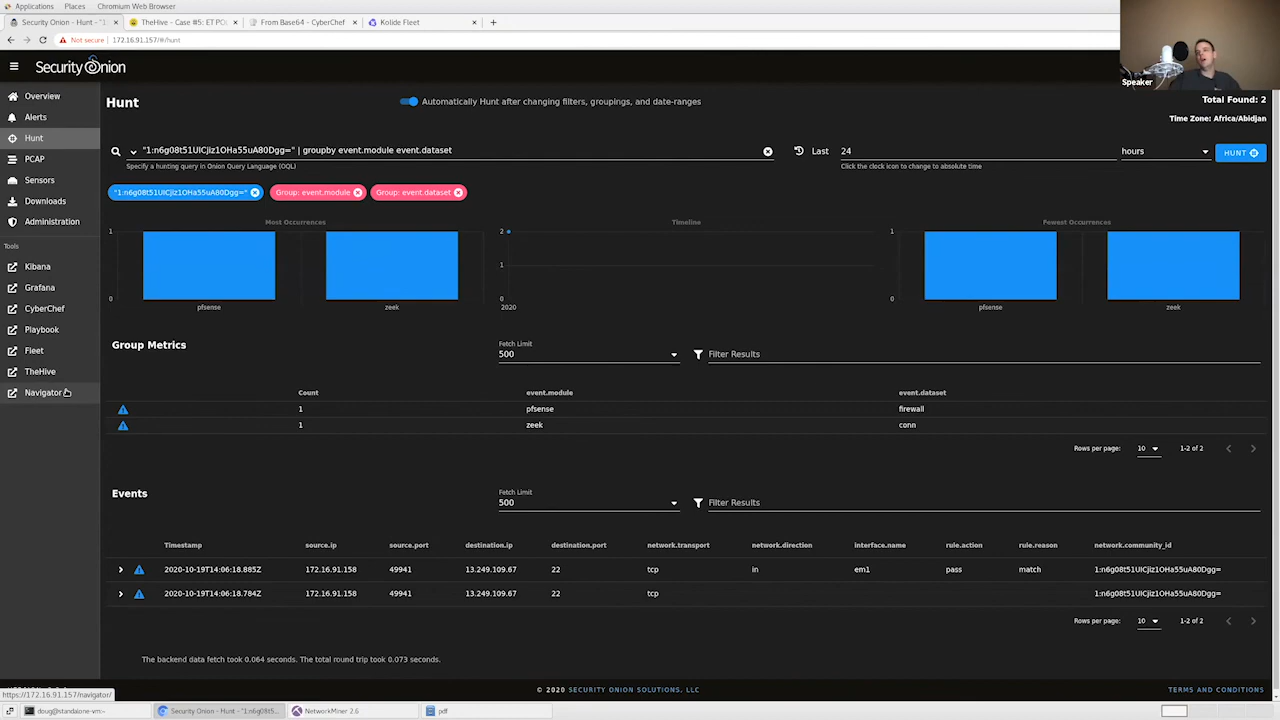 Applications Places Chromium Web Browser
Security Onion - Hunt - "1: TheHive - Case #5: ET PO From Base64 - CyberChef Kolide Fleet
Not secure 172.16.91.157/#/hunt
Security Onion
Speaker
Overview
Alerts
Hunt
PCAP
Sensors
Downloads
Administration
Tools
Kibana
Grafana
CyberChef
Playbook
Fleet
TheHive
Navigator
Hunt
Automatically Hunt after changing filters, groupings, and date-ranges
Total Found: 2
Time Zone: Africa/Abidjan
"1:n6g08t51UICjiz1OHa55uA80Dgg=" | groupby event.module event.dataset
Specify a hunting query in Onion Query Language (OQL)
Last 24 hours HUNT
Click the clock icon to change to absolute time
"1:n6g08t51UICjiz1OHa55uA80Dgg=" Group: event.module Group: event.dataset
Most Occurrences Timeline Fewest Occurrences
1 2 1
1
0 0 0
pfsense zeek 2020 pfsense zeek
Group Metrics
Fetch Limit
500
Filter Results
Count event.module event.dataset
1 pfsense firewall
1 zeek conn
Rows per page: 10 1-2 of 2
Events
Fetch Limit
500
Filter Results
Timestamp source.ip source.port destination.ip destination.port network.transport network.direction interface.name rule.action rule.reason network.community_id
2020-10-19T14:06:18.885Z 172.16.91.158 49941 13.249.109.67 22 tcp in em1 pass match 1:n6g08t51UICjiz1OHa55uA80Dgg=
2020-10-19T14:06:18.784Z 172.16.91.158 49941 13.249.109.67 22 tcp 1:n6g08t51UICjiz1OHa55uA80Dgg=
Rows per page: 10 1-2 of 2
The backend data fetch took 0.064 seconds. The total round trip took 0.073 seconds.
© 2020 SECURITY ONION SOLUTIONS, LLC
TERMS AND CONDITIONS
https://172.16.91.157/navigator/
doug@standalone-vm:~ Security Onion - Hunt - "1:n6g08t5... NetworkMiner 2.6 pdf